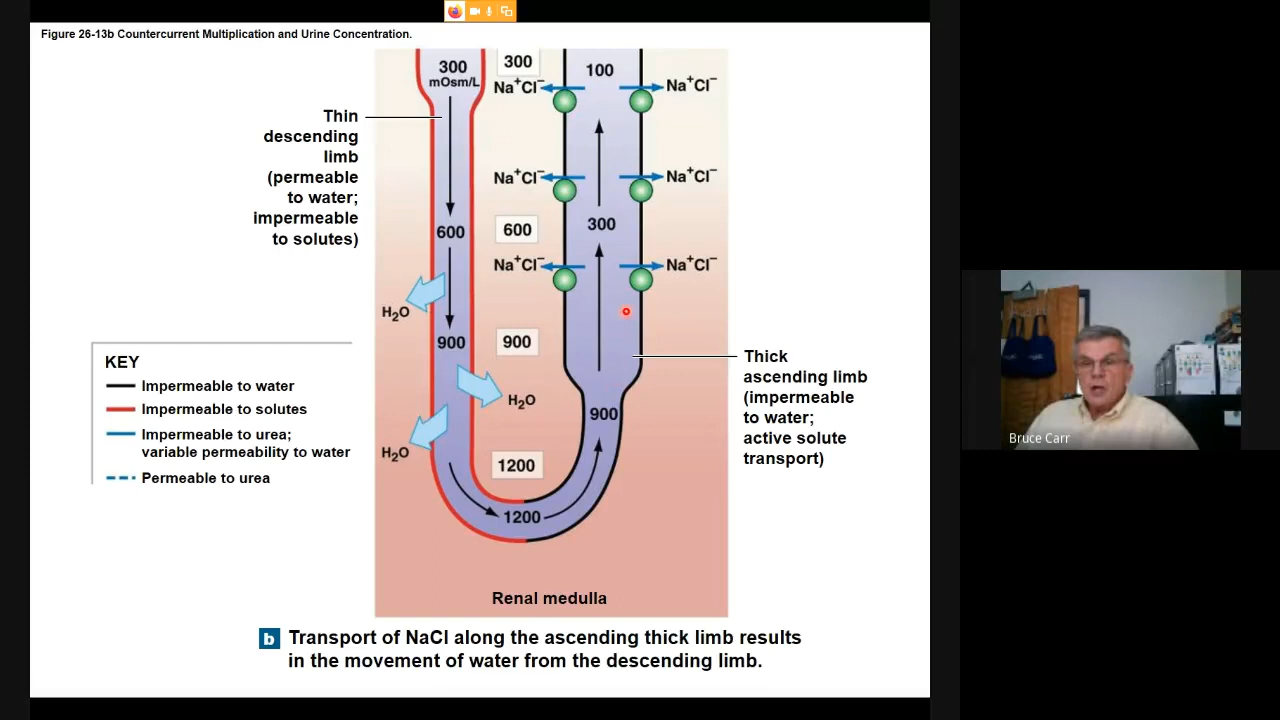 Figure 26-13b Countercurrent Multiplication and Urine Concentration.
300
mOsm/L
300
100
Na⁺Cl⁻
Na⁺Cl⁻
Thin
descending
limb
(permeable
to water;
impermeable
to solutes)
Na⁺Cl⁻
Na⁺Cl⁻
600
600
300
Na⁺Cl⁻
Na⁺Cl⁻
H₂O
900
900
H₂O
H₂O
Thick
ascending limb
(impermeable
to water;
active solute
transport)
900
1200
1200
KEY
Impermeable to water
Impermeable to solutes
Impermeable to urea;
variable permeability to water
Permeable to urea
Renal medulla
b Transport of NaCl along the ascending thick limb results
in the movement of water from the descending limb.
Bruce Carr